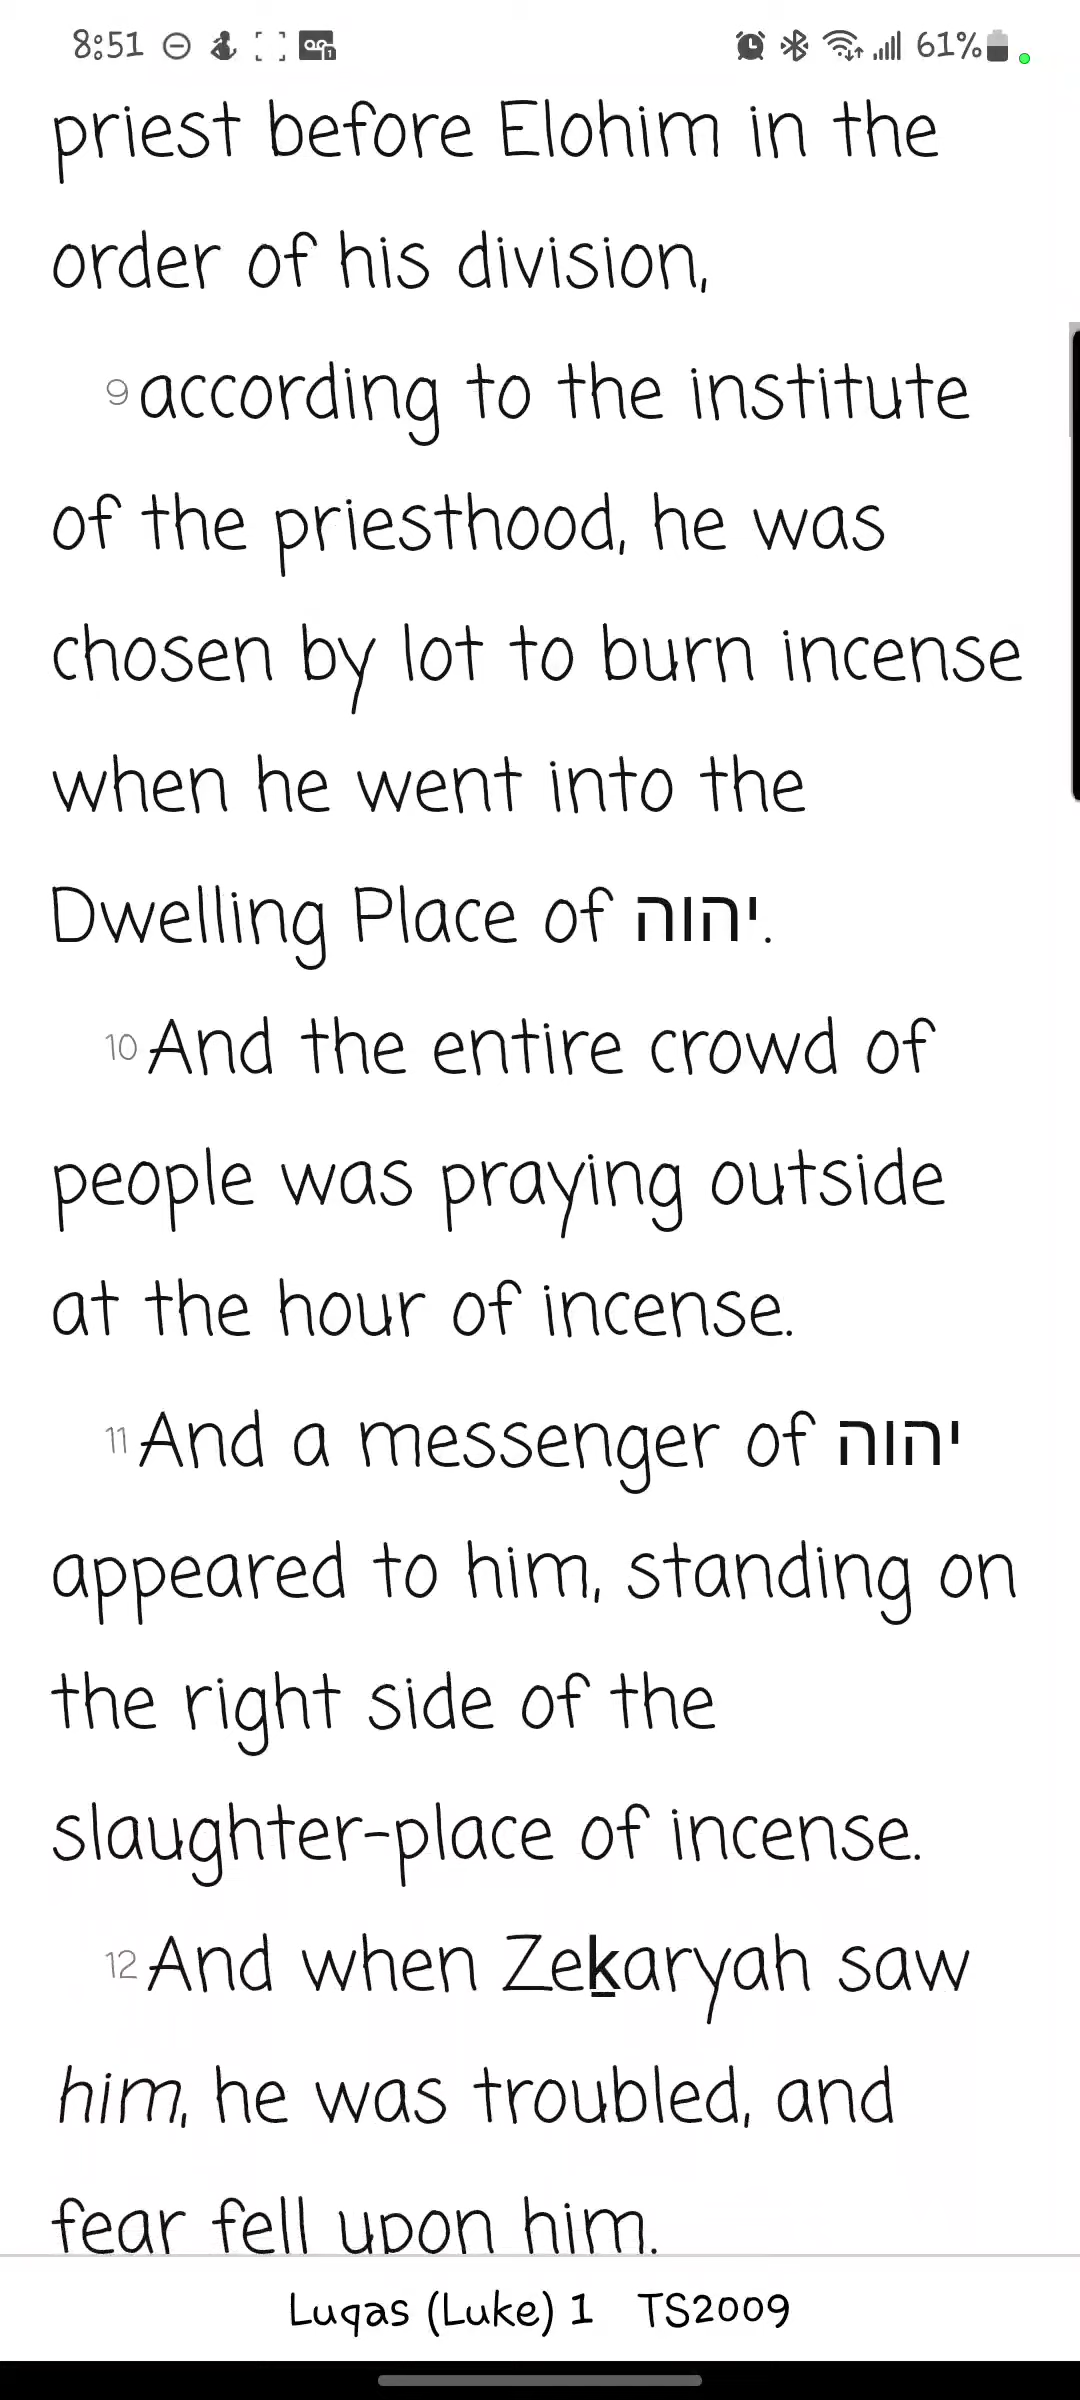 8:51 61%
priest before Elohim in the
order of his division,
9 according to the institute
of the priesthood, he was
chosen by lot to burn incense
when he went into the
Dwelling Place of יהוה.
10 And the entire crowd of
people was praying outside
at the hour of incense.
11 And a messenger of יהוה
appeared to him, standing on
the right side of the
slaughter-place of incense.
12 And when Zeḵaryah saw
him, he was troubled, and
fear fell upon him.
Luqas (Luke) 1 TS2009